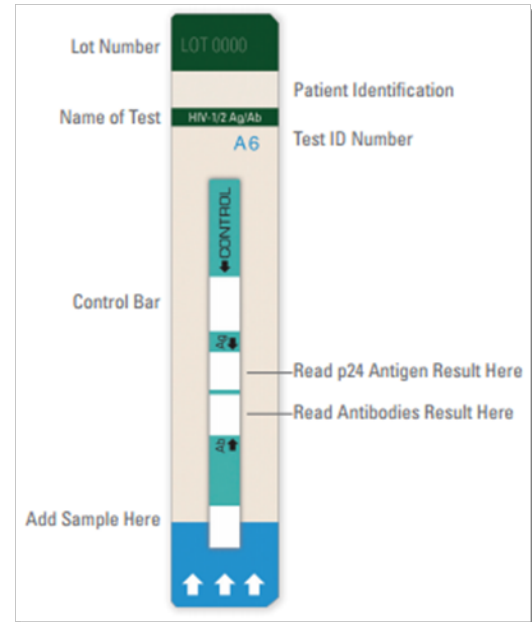 Lot Number
LOT 0000
Patient Identification
Name of Test
HIV-1/2 Ag/Ab
A6
Test ID Number
CONTROL
Control Bar
Ag
Read p24 Antigen Result Here
Read Antibodies Result Here
Ab
Add Sample Here